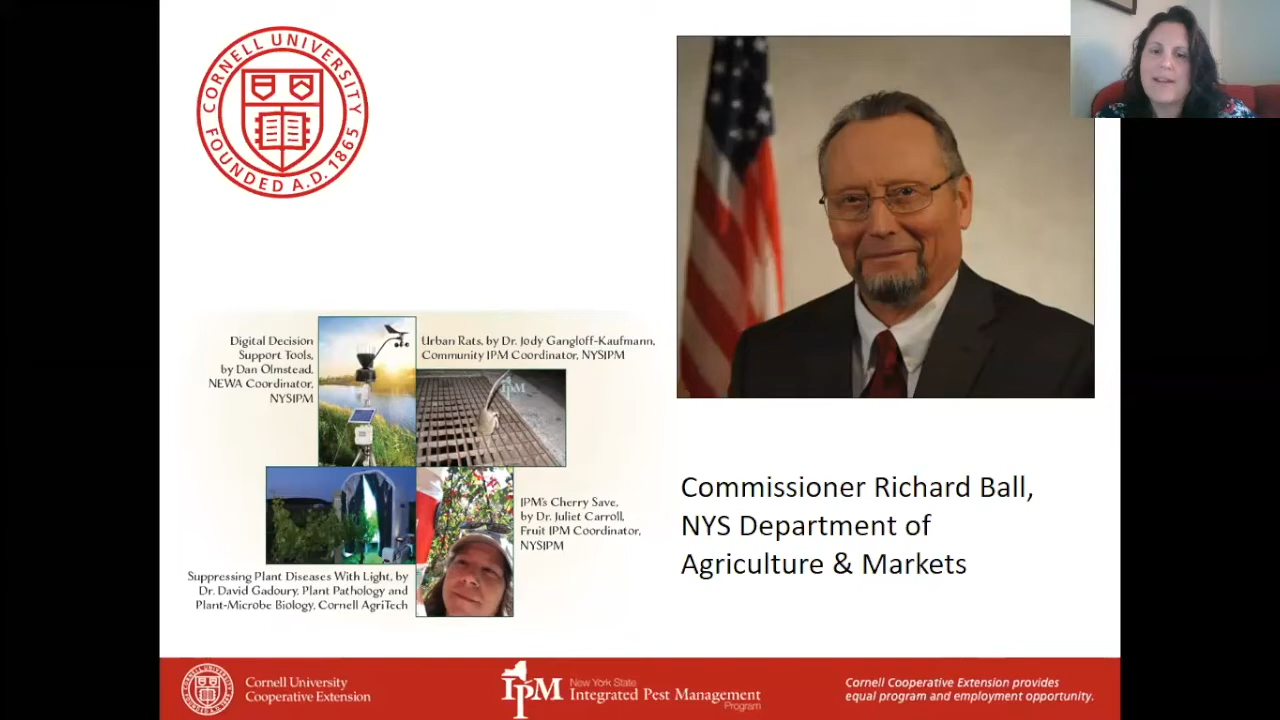 CORNELL UNIVERSITY
FOUNDED A.D. 1865
Digital Decision
Support Tools,
by Dan Olmstead,
NEWA Coordinator,
NYSIPM
Urban Rats, by Dr. Jody Gangloff-Kaufmann,
Community IPM Coordinator, NYSIPM
IPM
IPM's Cherry Save,
by Dr. Juliet Carroll,
Fruit IPM Coordinator,
NYSIPM
Suppressing Plant Diseases With Light, by
Dr. David Gadoury, Plant Pathology and
Plant-Microbe Biology, Cornell AgriTech
Commissioner Richard Ball,
NYS Department of
Agriculture & Markets
Cornell University
Cooperative Extension
IPM
New York State
Integrated Pest Management
Program
Cornell Cooperative Extension provides
equal program and employment opportunity.